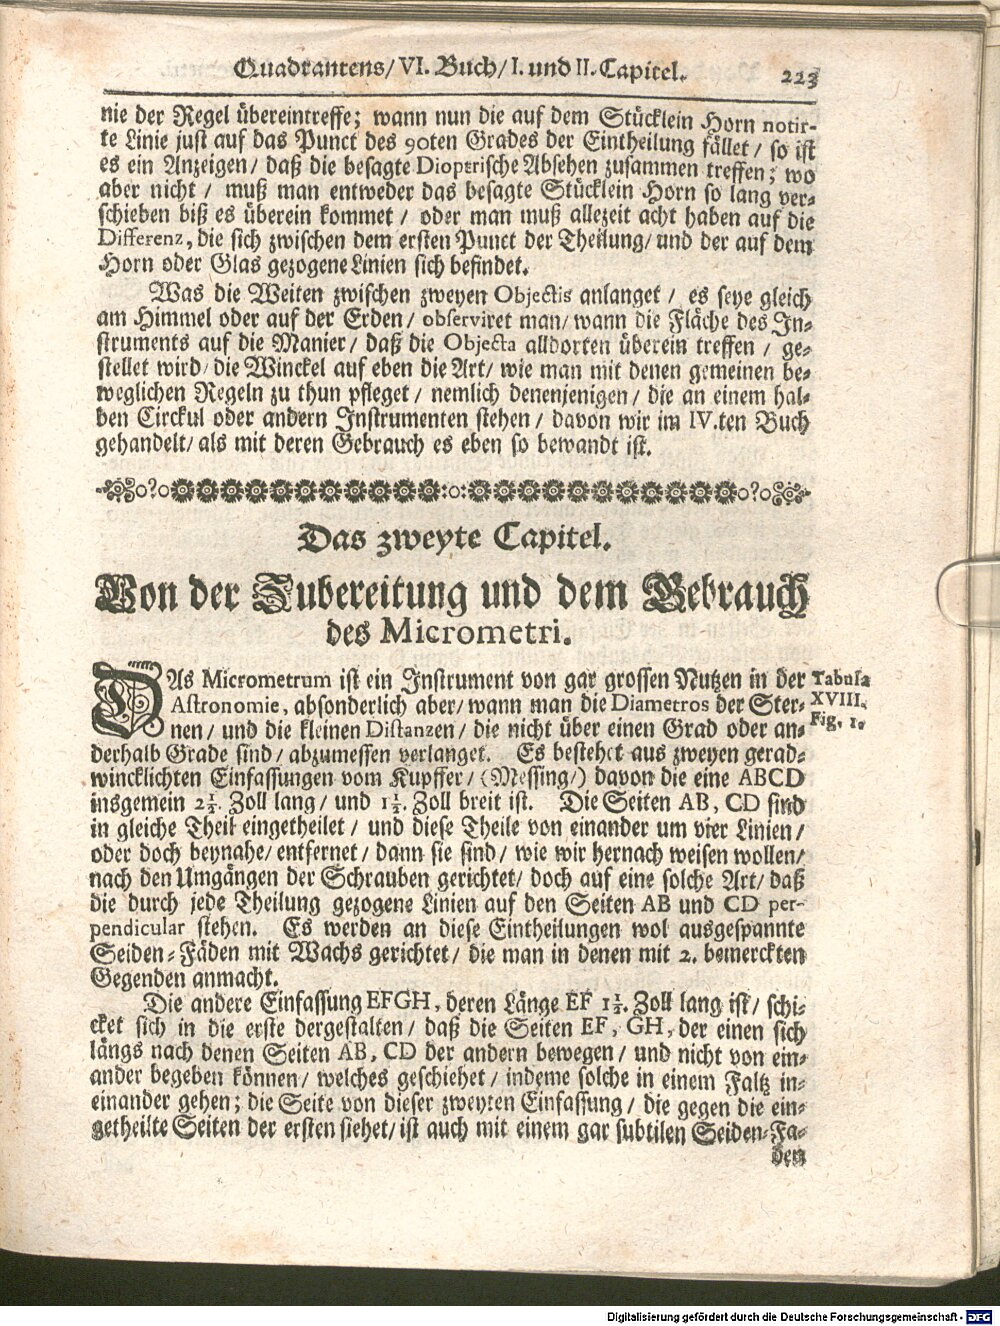 Quadrantens/ VI. Buch/ I. und II. Capitel. 223
nie der Regel übereintreffe; wann nun die auf dem Stücklein Horn notir-
te Linie just auf das Punct des 90ten Grades der Eintheilung fället / so ist
es ein Anzeigen/ daß die besagte Dioptrische Absehen zusammen treffen; wo
aber nicht / muß man entweder das besagte Stücklein Horn so lang ver-
schieben biß es überein kommet / oder man muß allezeit acht haben auf die
Differenz, die sich zwischen dem ersten Punct der Theilung/ und der auf dem
Horn oder Glas gezogene Linien sich befindet.
Was die Weiten zwischen zweyen Objectis anlanget / es seye gleich
am Himmel oder auf der Erden/ observiret man/ wann die Fläche des In-
struments auf die Manier/ daß die Objecta alldorten überein treffen / ge-
stellet wird/ die Winckel auf eben die Art/ wie man mit denen gemeinen be-
weglichen Regeln zu thun pfleget / nemlich denenjenigen / die an einem hal-
ben Circkul oder andern Instrumenten stehen / davon wir im IV.ten Buch
gehandelt/ als mit deren Gebrauch es eben so bewandt ist.
Das zweyte Capitel.
Von der Zubereitung und dem Gebrauch
des Micrometri.
DAs Micrometrum ist ein Instrument von gar grossen Nutzen in der
Astronomie, absonderlich aber/ wann man die Diametros der Ster-
nen/ und die kleinen Distanzen/ die nicht über einen Grad oder an-
derhalb Grade sind/ abzumessen verlanget. Es bestehet aus zweyen gerad-
wincklichten Einfassungen vom Kupffer/ (Messing/) davon die eine ABCD
insgemein 2½. Zoll lang/ und 1½. Zoll breit ist. Die Seiten AB, CD sind
in gleiche Theil eingetheilet / und diese Theile von einander um vier Linien/
oder doch beynahe/ entfernet/ dann sie sind/ wie wir hernach weisen wollen/
nach den Umgängen der Schrauben gerichtet/ doch auf eine solche Art/ daß
die durch jede Theilung gezogene Linien auf den Seiten AB und CD per-
pendicular stehen. Es werden an diese Eintheilungen wol ausgespannte
Seiden-Fäden mit Wachs gerichtet/ die man in denen mit 2. bemerckten
Gegenden anmacht.
Die andere Einfassung EFGH, deren Länge EF 1½. Zoll lang ist/ schi-
cket sich in die erste dergestalten/ daß die Seiten EF, GH, der einen sich
längs nach denen Seiten AB, CD der andern bewegen / und nicht von ein-
ander begeben können/ welches geschiehet/ indeme solche in einem Faltz in-
einander gehen; die Seite von dieser zweyten Einfassung/ die gegen die ein-
getheilte Seiten der ersten siehet/ ist auch mit einem gar subtilen Seiden-Fa-
den
Tabula
XVIII.
Fig. 1.
Digitalisierung gefördert durch die Deutsche Forschungsgemeinschaft - DFG